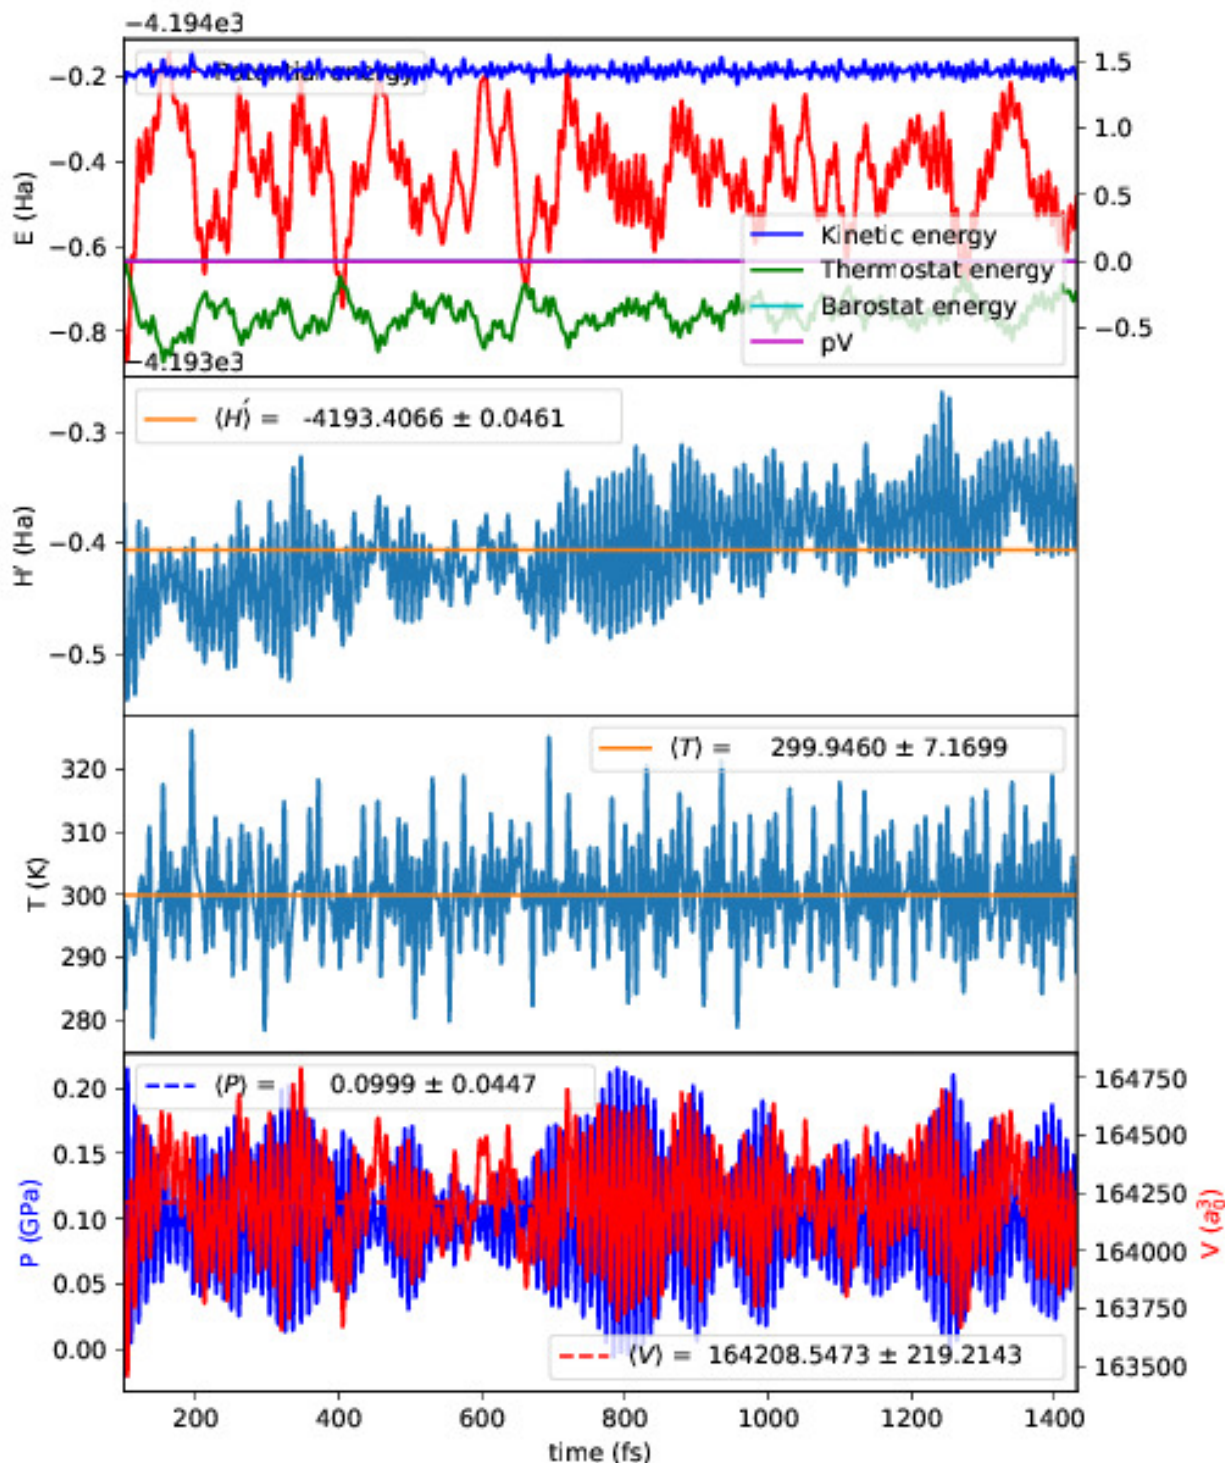 −4.194e3
Potential energy
−0.2
−0.4
−0.6
−0.8
E (Ha)
1.5
1.0
0.5
0.0
−0.5
Kinetic energy
Thermostat energy
Barostat energy
pV
−4.193e3
⟨H′⟩ = -4193.4066 ± 0.0461
−0.3
−0.4
−0.5
H′ (Ha)
⟨T⟩ = 299.9460 ± 7.1699
320
310
300
290
280
T (K)
⟨P⟩ = 0.0999 ± 0.0447
0.20
0.15
0.10
0.05
0.00
P (GPa)
164750
164500
164250
164000
163750
163500
V (a₀³)
⟨V⟩ = 164208.5473 ± 219.2143
200 400 600 800 1000 1200 1400
time (fs)